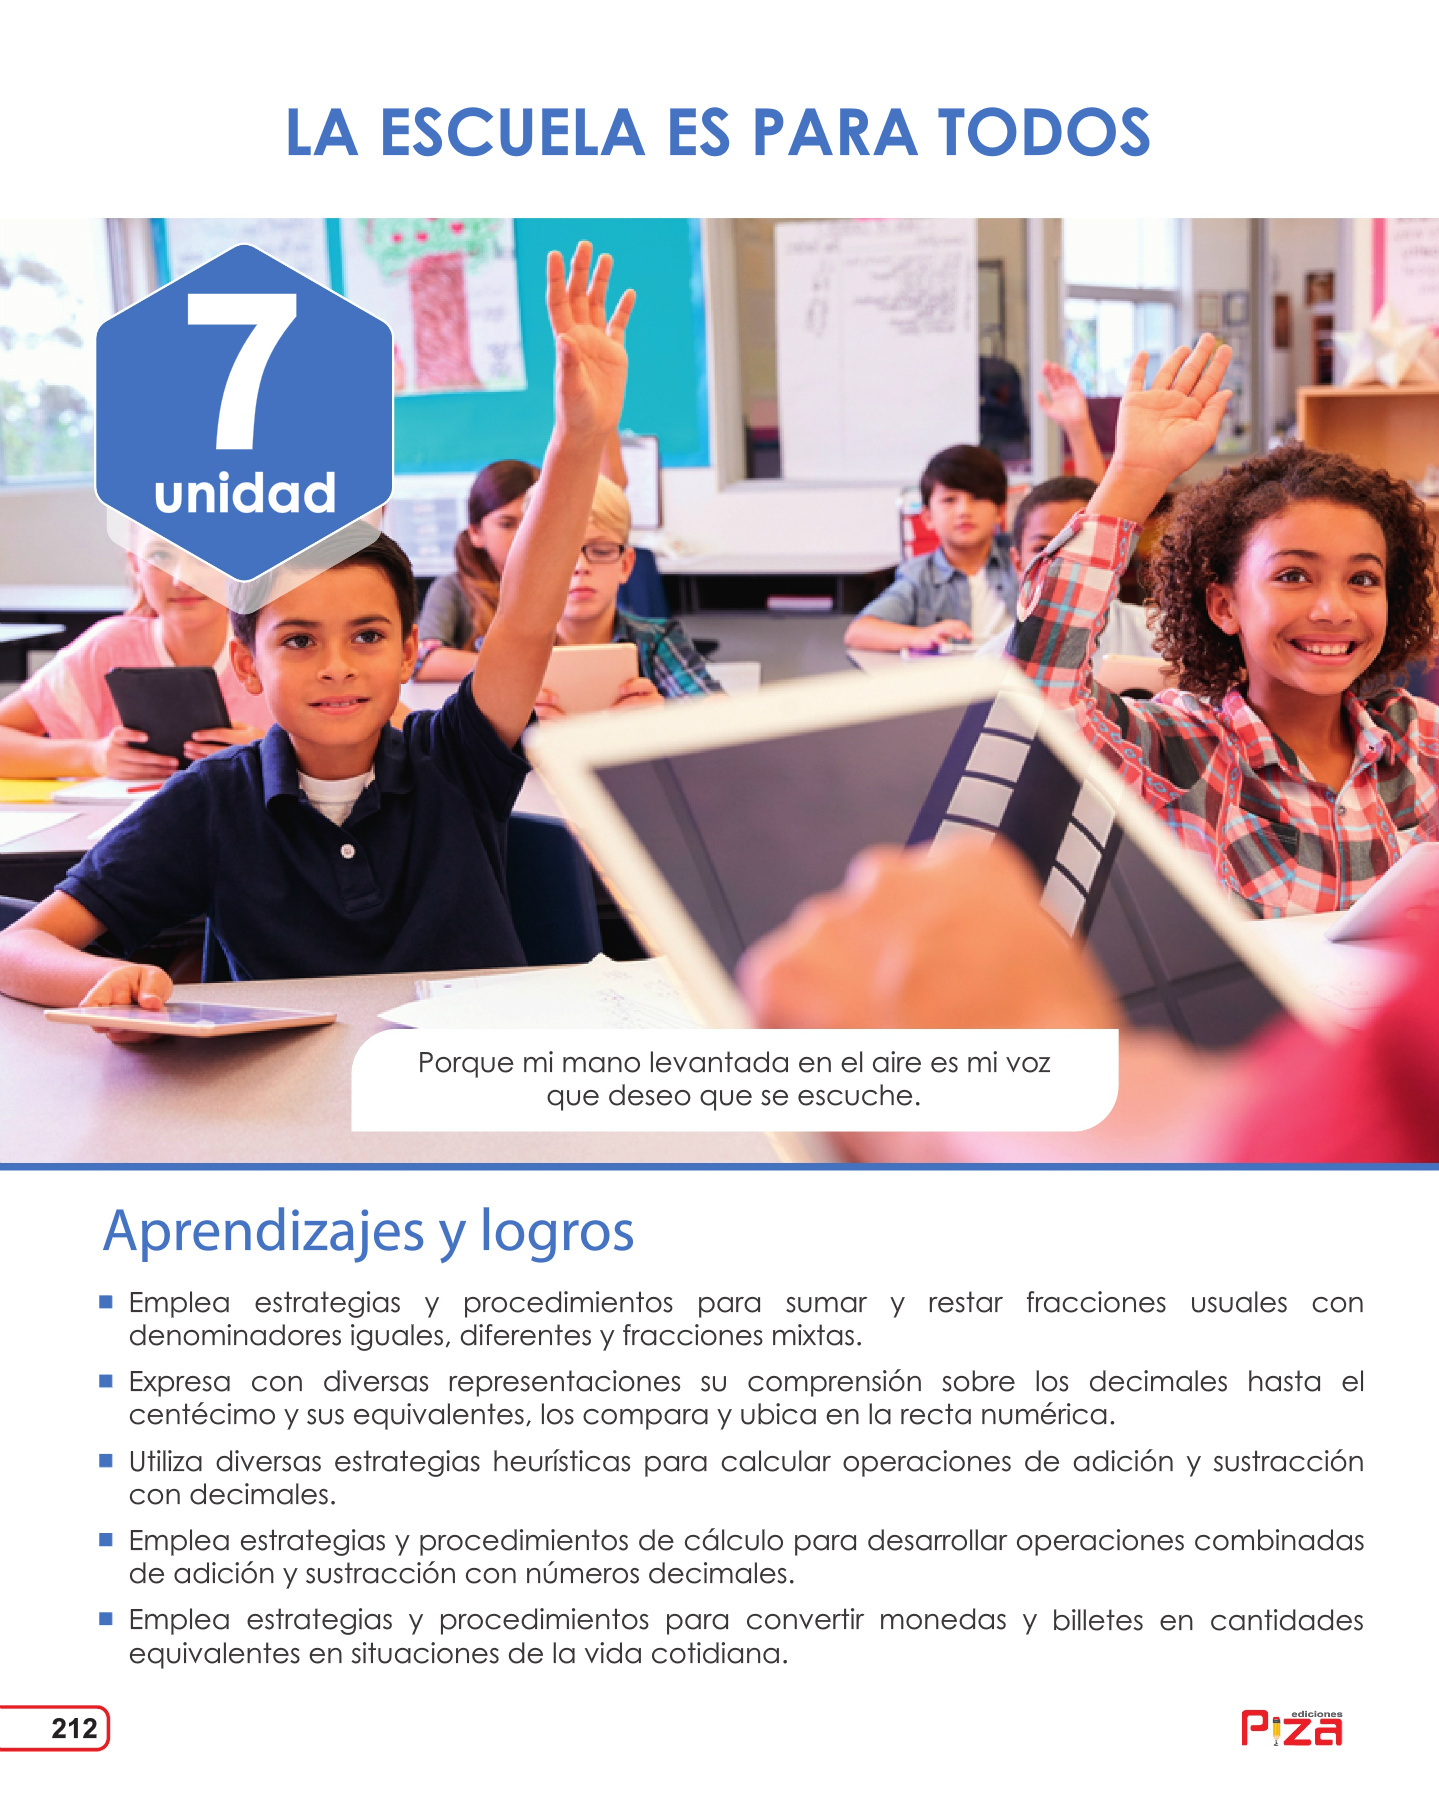 LA ESCUELA ES PARA TODOS
7
unidad
Porque mi mano levantada en el aire es mi voz
que deseo que se escuche.
Aprendizajes y logros
Emplea estrategias y procedimientos para sumar y restar fracciones usuales con
denominadores iguales, diferentes y fracciones mixtas.
Expresa con diversas representaciones su comprensión sobre los decimales hasta el
centécimo y sus equivalentes, los compara y ubica en la recta numérica.
Utiliza diversas estrategias heurísticas para calcular operaciones de adición y sustracción
con decimales.
Emplea estrategias y procedimientos de cálculo para desarrollar operaciones combinadas
de adición y sustracción con números decimales.
Emplea estrategias y procedimientos para convertir monedas y billetes en cantidades
equivalentes en situaciones de la vida cotidiana.
212
ediciones
Piza